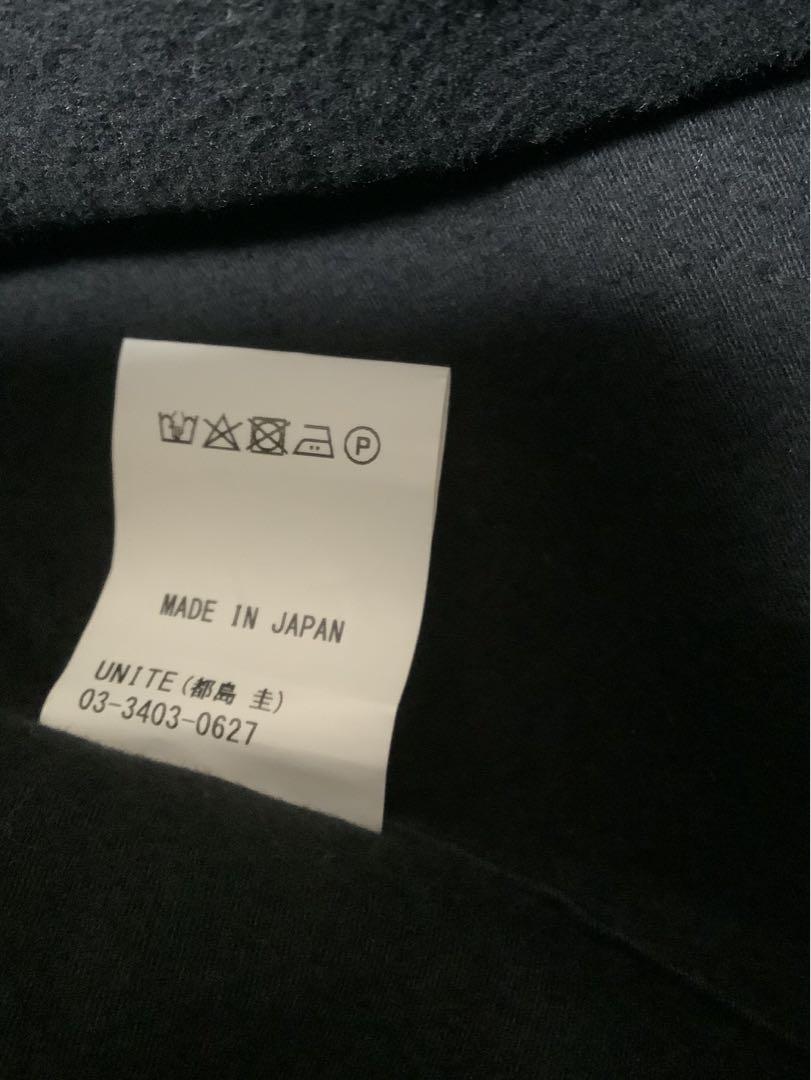 P
MADE IN JAPAN
UNITE(都島 圭)
03-3403-0627